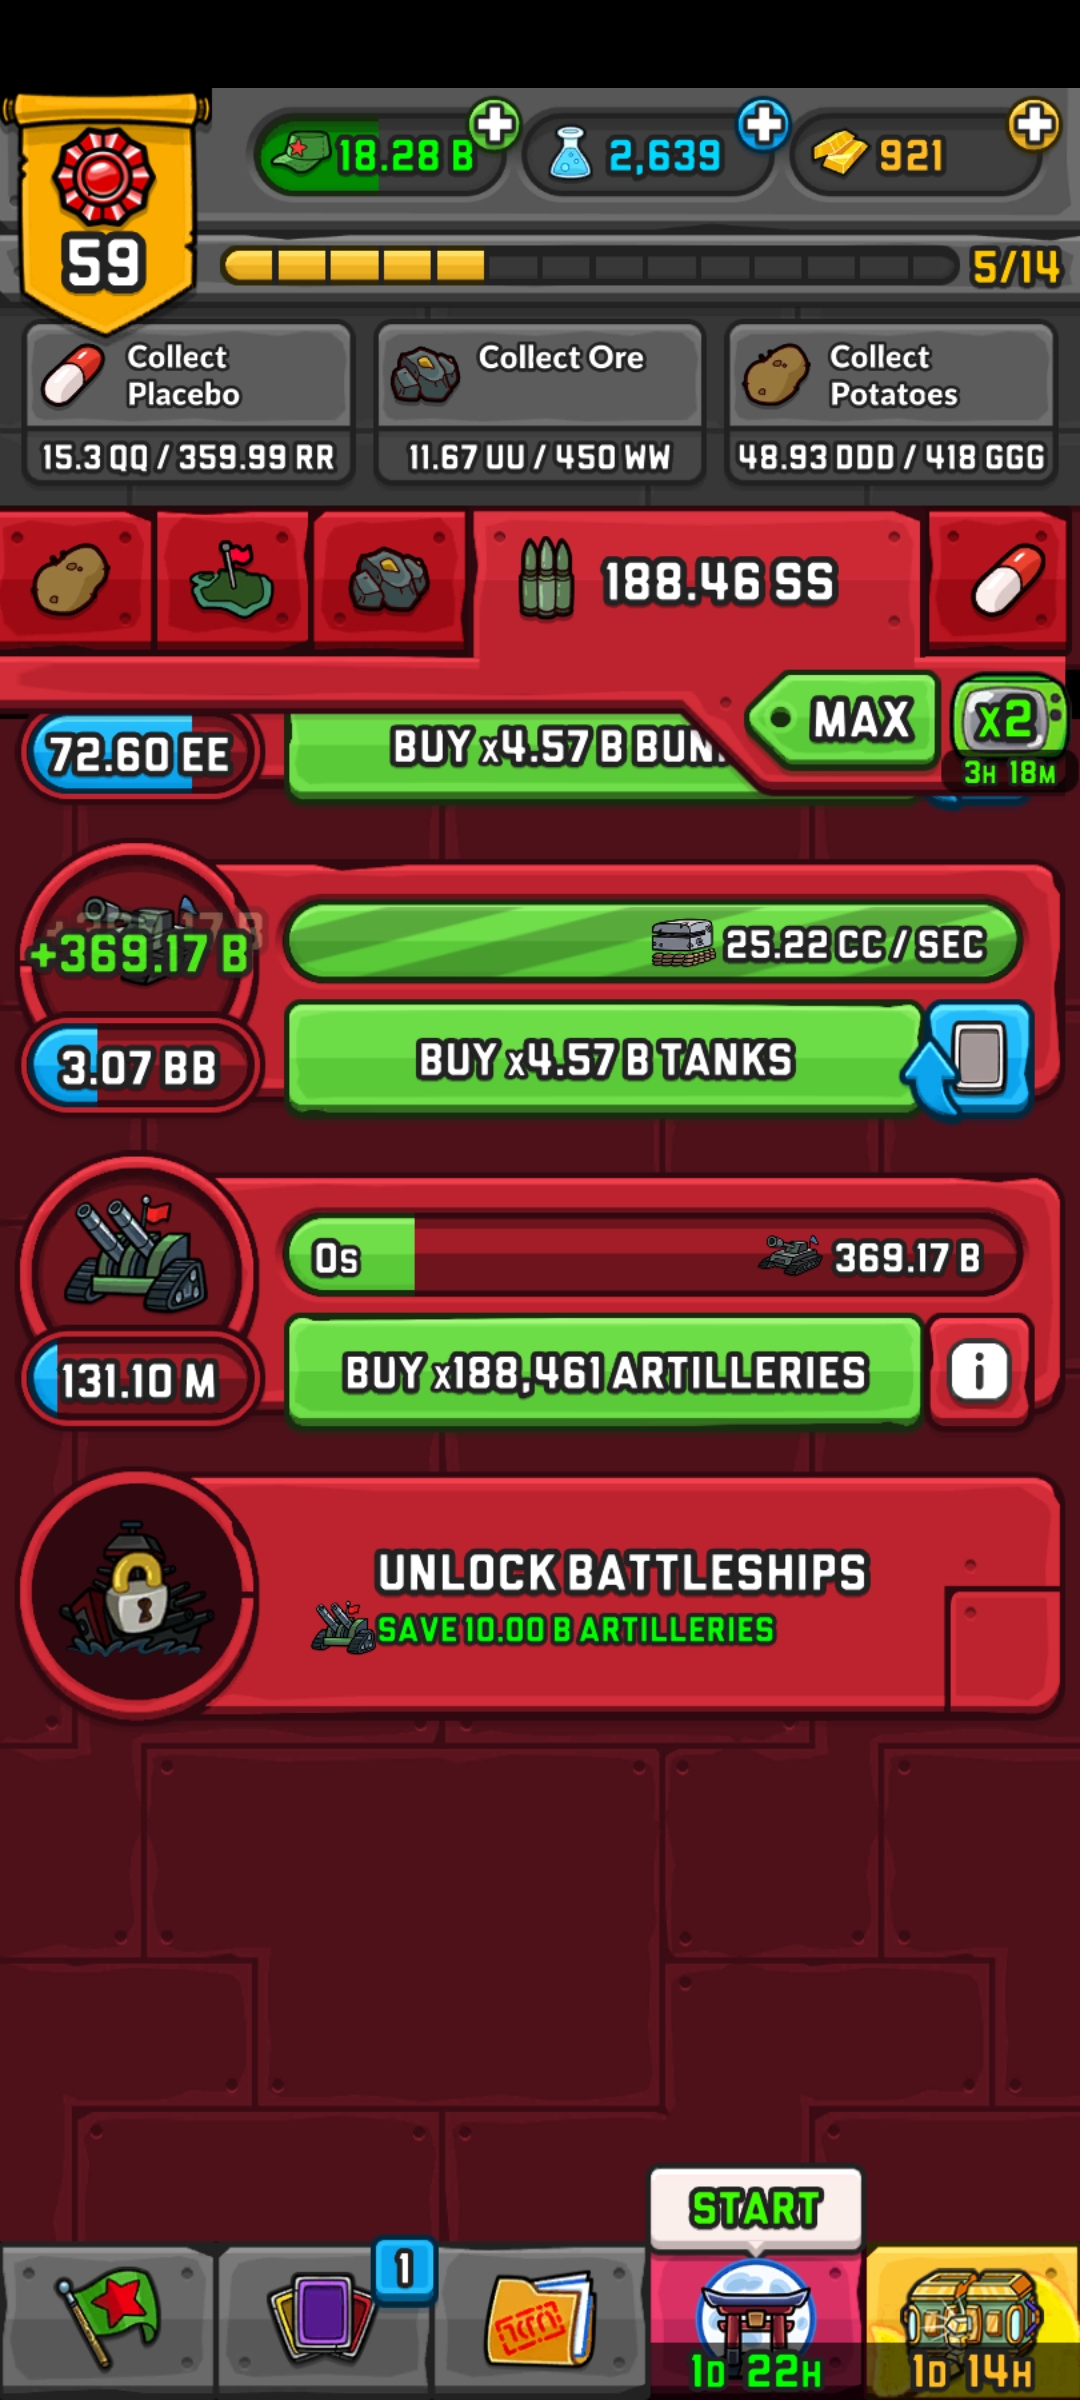 59
18.28 B
2,639
921
5/14
Collect Placebo
15.3 QQ / 359.99 RR
Collect Ore
11.67 UU / 450 WW
Collect Potatoes
48.93 DDD / 418 GGG
188.46 SS
MAX
x2
3H 18M
72.60 EE
BUY x4.57 B BUN
+369.17 B
25.22 CC / SEC
3.07 BB
BUY x4.57 B TANKS
0s
369.17 B
131.10 M
BUY x188,461 ARTILLERIES
i
UNLOCK BATTLESHIPS
SAVE 10.00 B ARTILLERIES
START
1
1D 22H
1D 14H